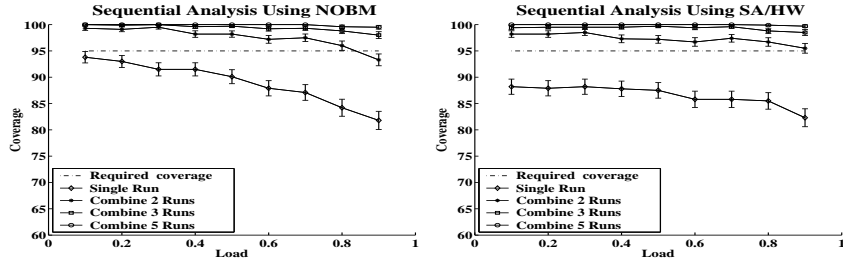 Sequential Analysis Using NOBM
100
95
90
85
80
75
70
65
60
Coverage
Required coverage
Single Run
Combine 2 Runs
Combine 3 Runs
Combine 5 Runs
0 0.2 0.4 0.6 0.8 1
Load
Sequential Analysis Using SA/HW
100
95
90
85
80
75
70
65
60
Coverage
Required coverage
Single Run
Combine 2 Runs
Combine 3 Runs
Combine 5 Runs
0 0.2 0.4 0.6 0.8 1
Load